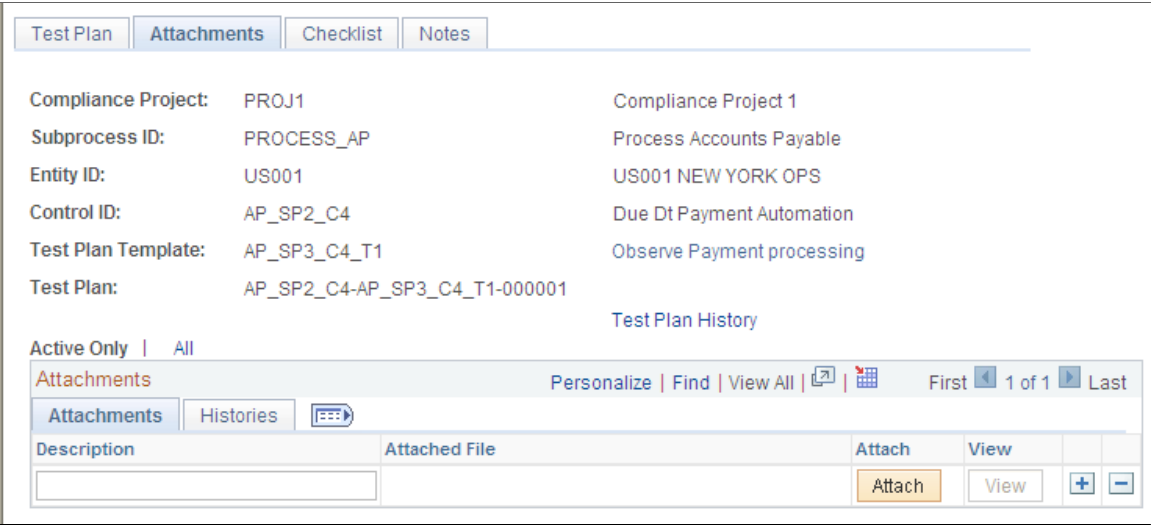 Test Plan Attachments Checklist Notes
Compliance Project: PROJ1 Compliance Project 1
Subprocess ID: PROCESS_AP Process Accounts Payable
Entity ID: US001 US001 NEW YORK OPS
Control ID: AP_SP2_C4 Due Dt Payment Automation
Test Plan Template: AP_SP3_C4_T1 Observe Payment processing
Test Plan: AP_SP2_C4-AP_SP3_C4_T1-000001
Test Plan History
Active Only | All
Attachments Personalize | Find | View All | | First 1 of 1 Last
Attachments Histories
Description Attached File Attach View
Attach View